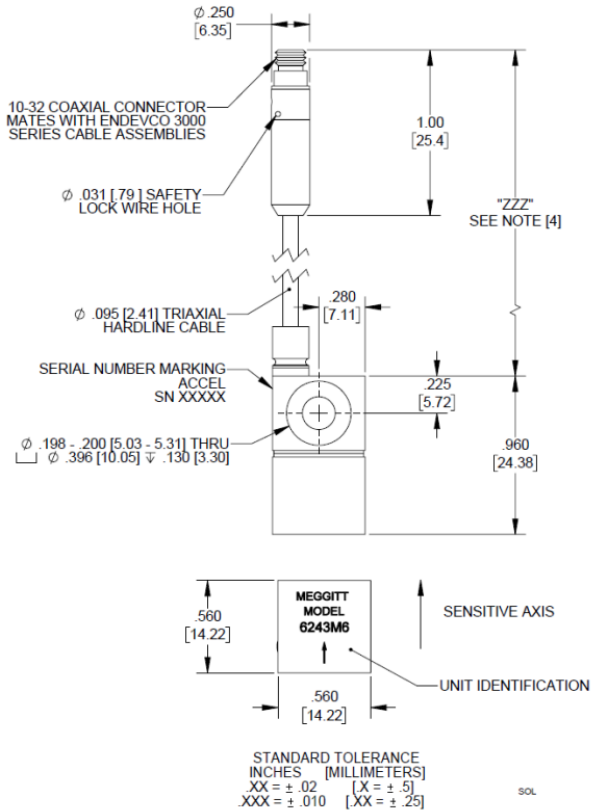 ⌀ .250
[6.35]
10-32 COAXIAL CONNECTOR
MATES WITH ENDEVCO 3000
SERIES CABLE ASSEMBLIES
1.00
[25.4]
⌀ .031 [.79 ] SAFETY
LOCK WIRE HOLE
"ZZZ"
SEE NOTE [4]
.280
[7.11]
⌀ .095 [2.41] TRIAXIAL
HARDLINE CABLE
SERIAL NUMBER MARKING
ACCEL
SN XXXXX
.225
[5.72]
⌀ .198 - .200 [5.03 - 5.31] THRU
⌴ ⌀ .396 [10.05] ↧ .130 [3.30]
.960
[24.38]
MEGGITT
MODEL
6243M6
.560
[14.22]
SENSITIVE AXIS
UNIT IDENTIFICATION
.560
[14.22]
STANDARD TOLERANCE
INCHES [MILLIMETERS]
.XX = ± .02 [.X = ± .5]
.XXX = ± .010 [.XX = ± .25]
SOL